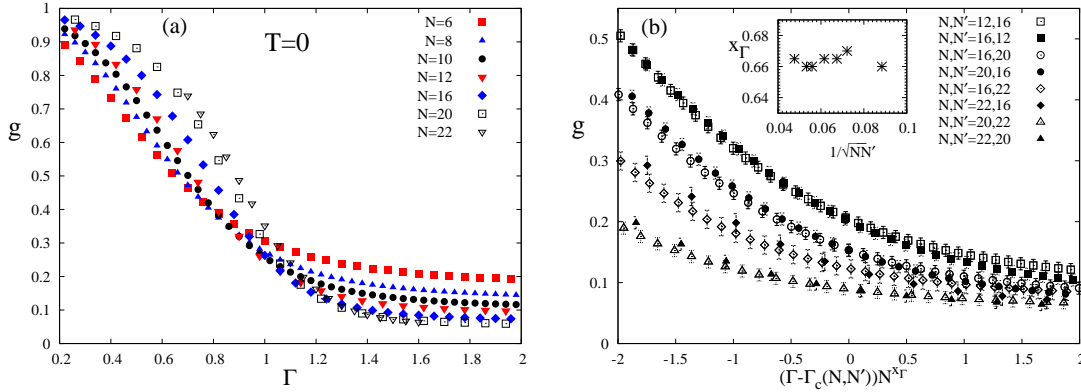 (a)
T=0
N=6
N=8
N=10
N=12
N=16
N=20
N=22
g
1
0.9
0.8
0.7
0.6
0.5
0.4
0.3
0.2
0.1
0
0.2 0.4 0.6 0.8 1 1.2 1.4 1.6 1.8 2
Γ
(b)
N,N'=12,16
N,N'=16,12
N,N'=16,20
N,N'=20,16
N,N'=16,22
N,N'=22,16
N,N'=20,22
N,N'=22,20
xΓ
0.68
0.66
0.64
0.04 0.06 0.08 0.1
1/√NN'
g
0.5
0.4
0.3
0.2
0.1
0
-2 -1.5 -1 -0.5 0 0.5 1 1.5 2
(Γ-Γc(N,N'))N^xΓ